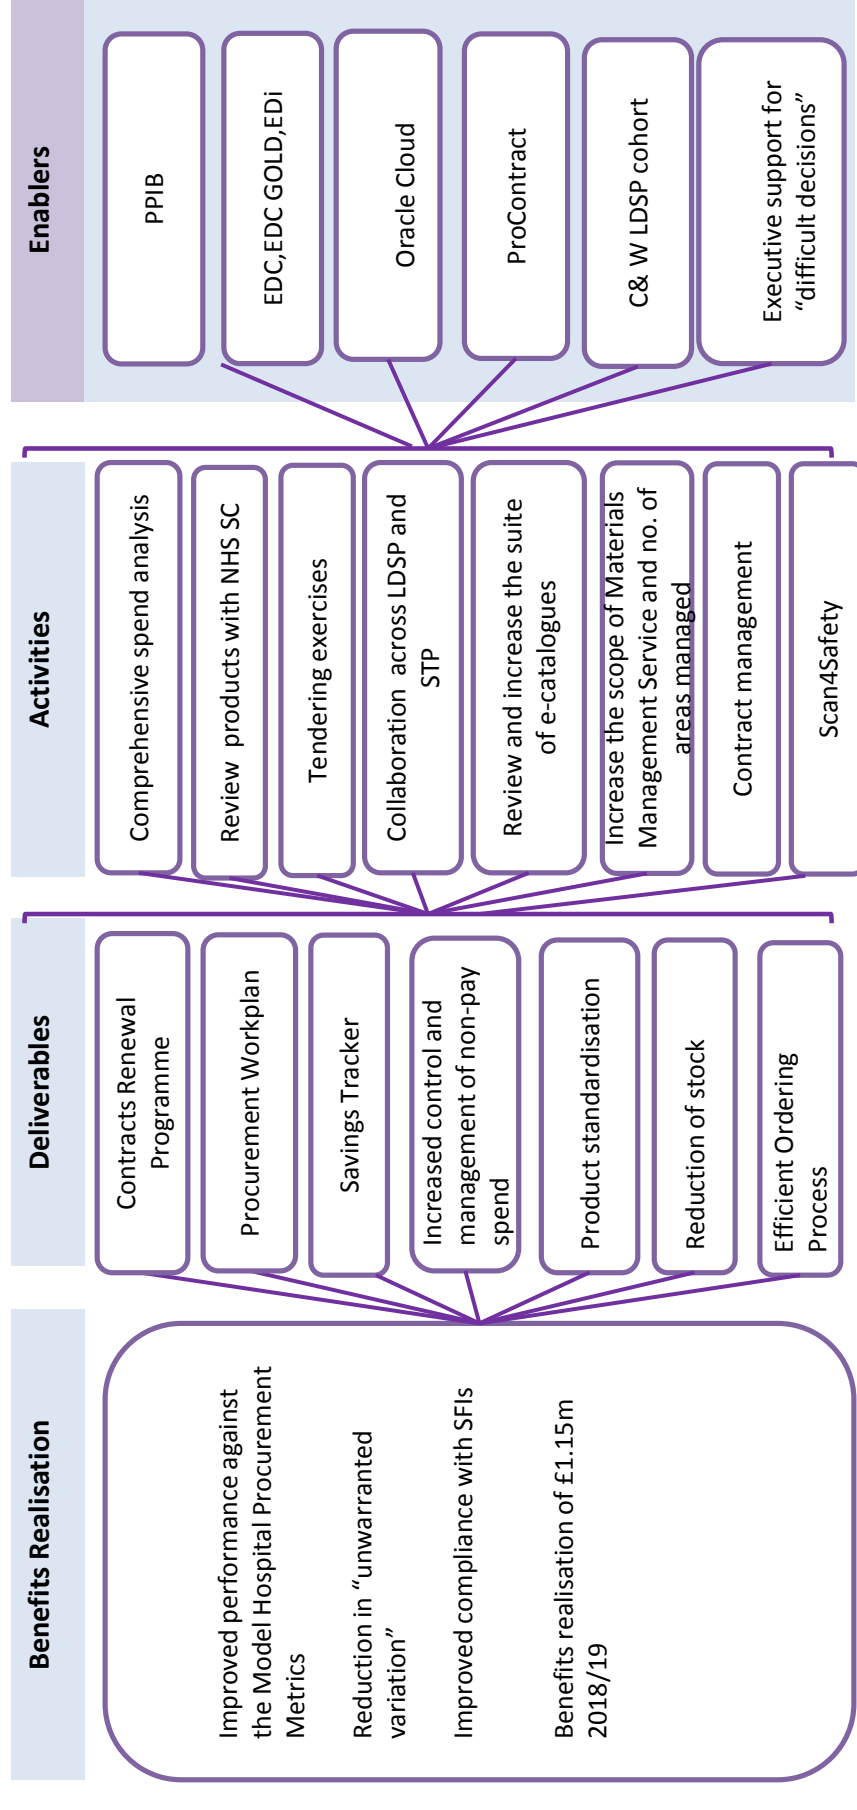 Benefits Realisation
Improved performance against
the Model Hospital Procurement
Metrics
Reduction in “unwarranted
variation”
Improved compliance with SFIs
Benefits realisation of £1.15m
2018/19
Deliverables
Contracts Renewal
Programme
Procurement Workplan
Savings Tracker
Increased control and
management of non-pay
spend
Product standardisation
Reduction of stock
Efficient Ordering
Process
Activities
Comprehensive spend analysis
Review products with NHS SC
Tendering exercises
Collaboration across LDSP and
STP
Review and increase the suite
of e-catalogues
Increase the scope of Materials
Management Service and no. of
areas managed
Contract management
Scan4Safety
Enablers
PPIB
EDC,EDC GOLD,EDi
Oracle Cloud
ProContract
C& W LDSP cohort
Executive support for
“difficult decisions”